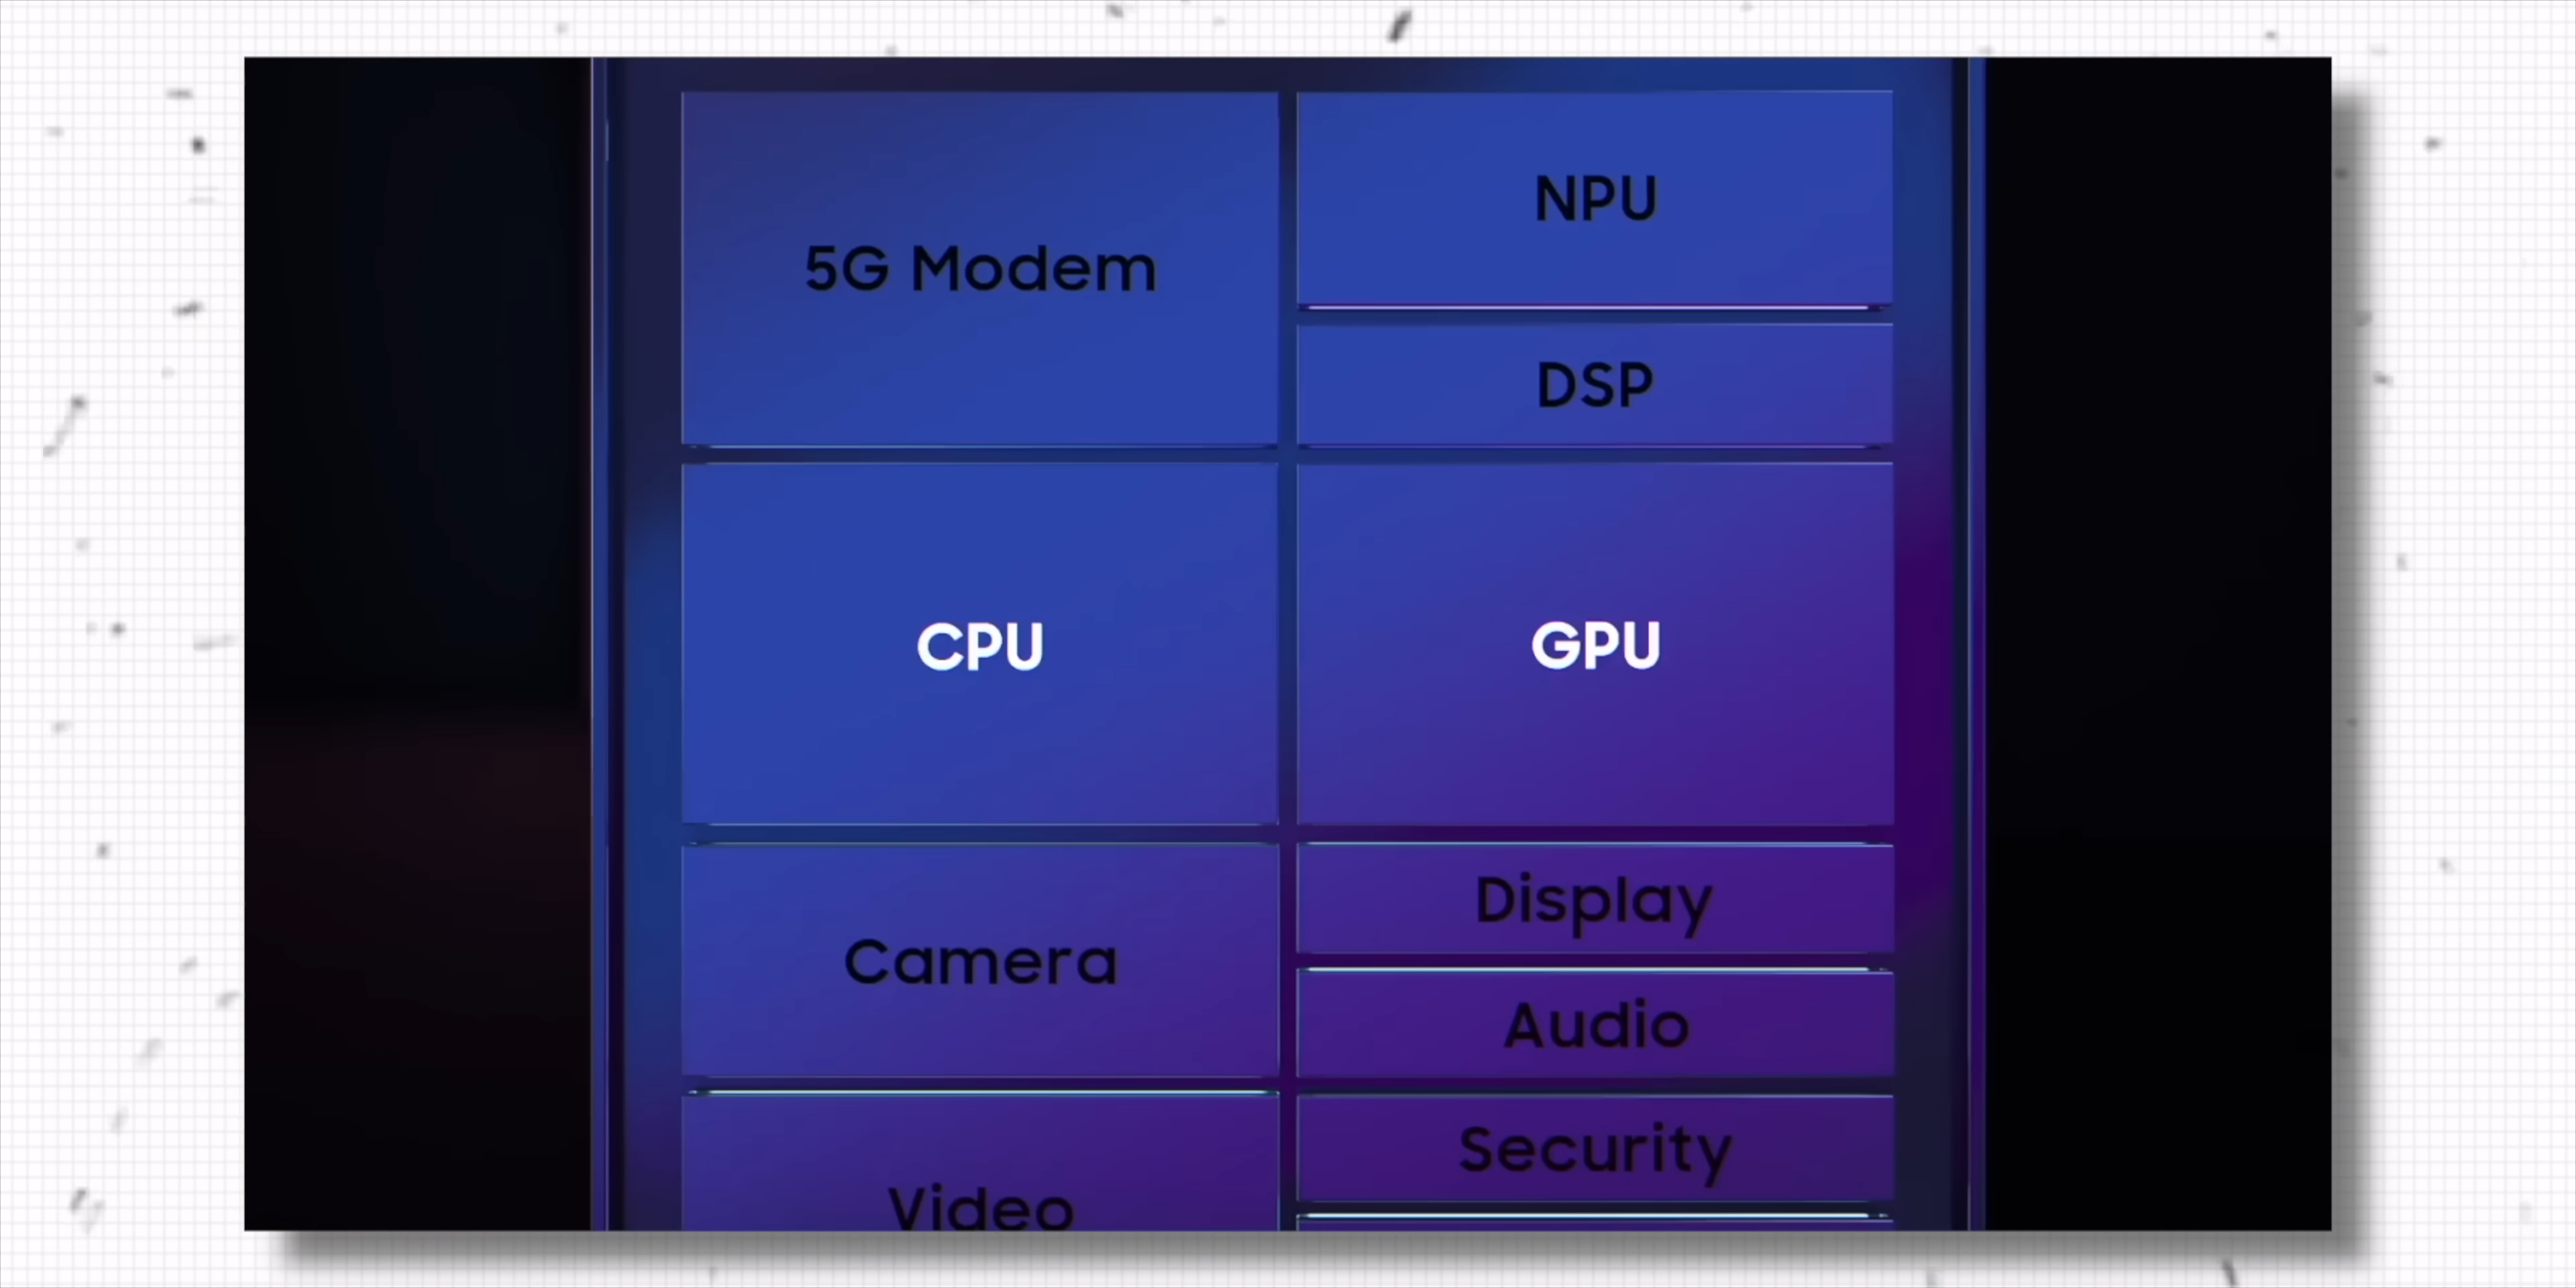 5G Modem
NPU
DSP
CPU
GPU
Camera
Display
Audio
Security
Video